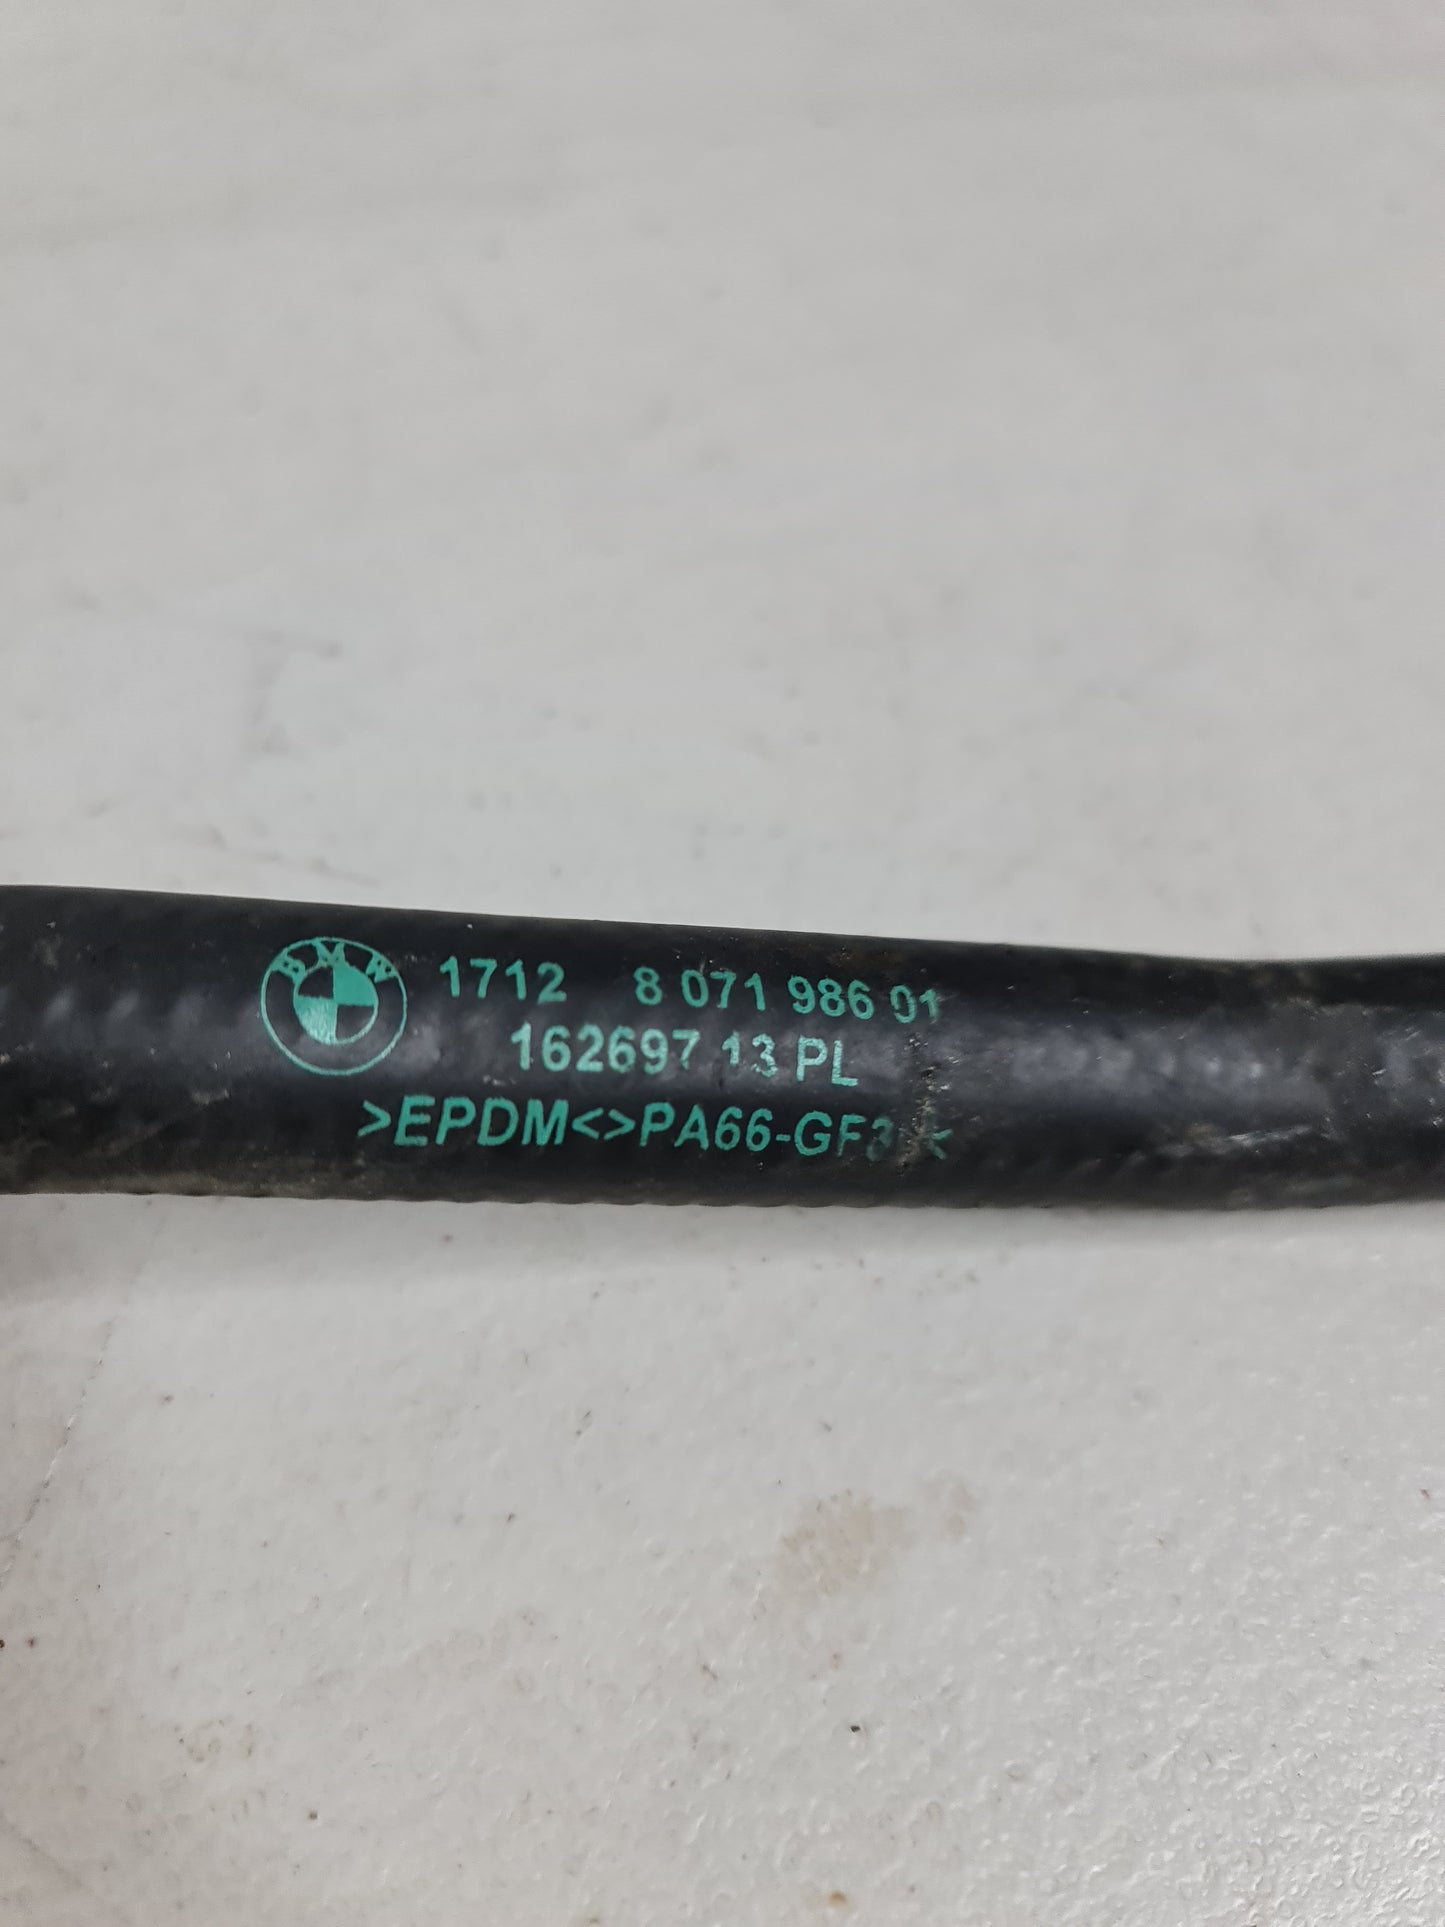 BMW 1712 8 071 986 01
162697 13 PL
>EPDM<>PA66-GF3